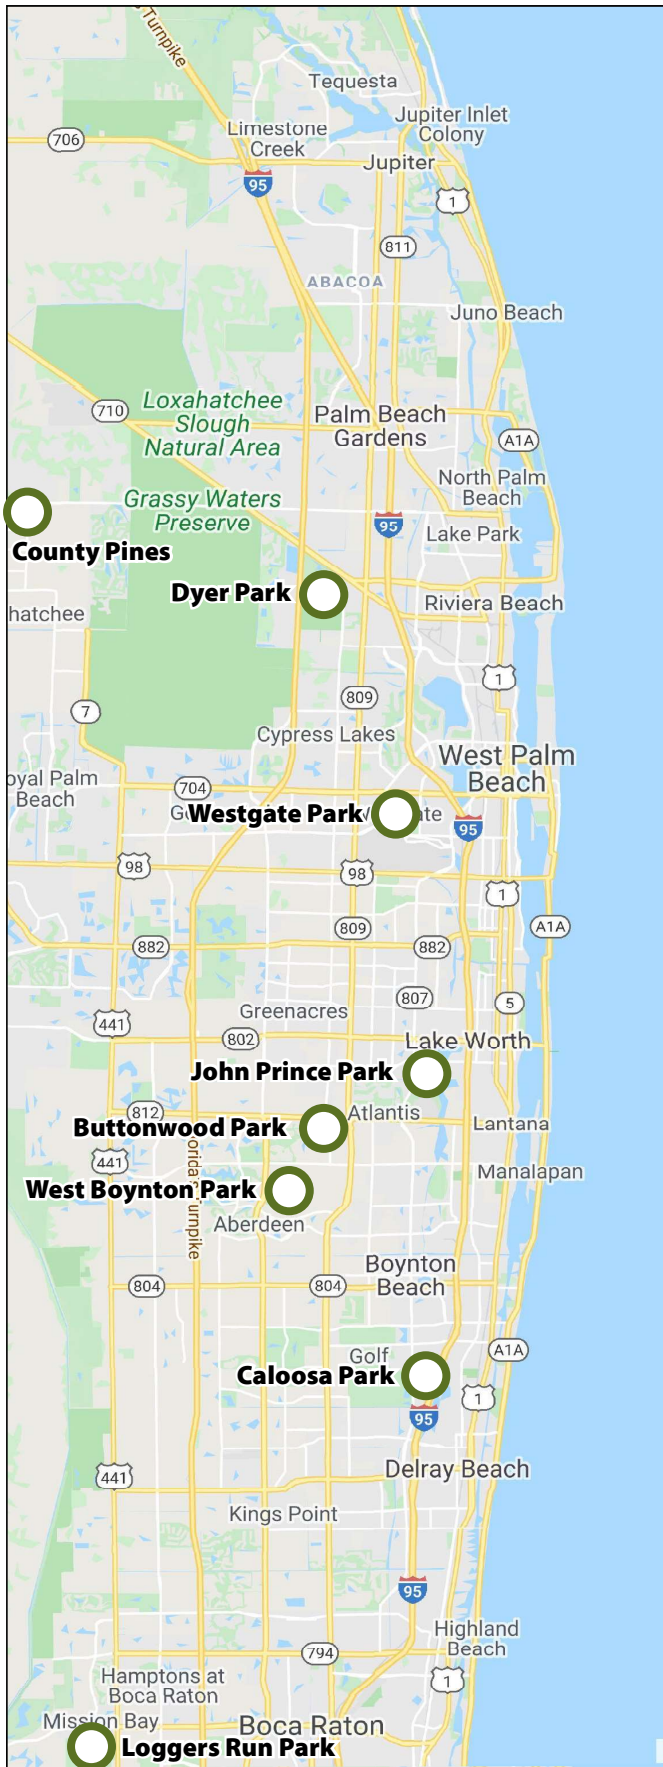 s Turnpike
Tequesta
Jupiter Inlet
Colony
Limestone
Creek
706
Jupiter
95
1
811
ABACOA
Juno Beach
Loxahatchee
Slough
Natural Area
710
Palm Beach
Gardens
A1A
North Palm
Beach
Grassy Waters
Preserve
95
Lake Park
County Pines
Dyer Park
Riviera Beach
hatchee
1
809
7
Cypress Lakes
West Palm
Beach
oyal Palm
Beach
704
Westgate Park
95
98
98
1
809
A1A
882
882
807
5
Greenacres
441
802
Lake Worth
John Prince Park
812
Atlantis
Lantana
Buttonwood Park
441
orida's Turnpike
Manalapan
West Boynton Park
Aberdeen
Boynton
Beach
804
804
Golf
A1A
Caloosa Park
1
95
441
Delray Beach
Kings Point
95
Highland
Beach
794
1
Hamptons at
Boca Raton
Mission Bay
Boca Raton
Loggers Run Park